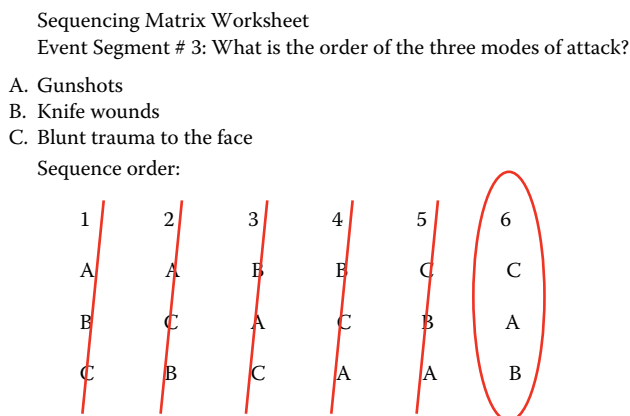 Sequencing Matrix Worksheet
Event Segment # 3: What is the order of the three modes of attack?
A. Gunshots
B. Knife wounds
C. Blunt trauma to the face
Sequence order:
1 2 3 4 5 6
A A B B C C
B C A C B A
C B C A A B